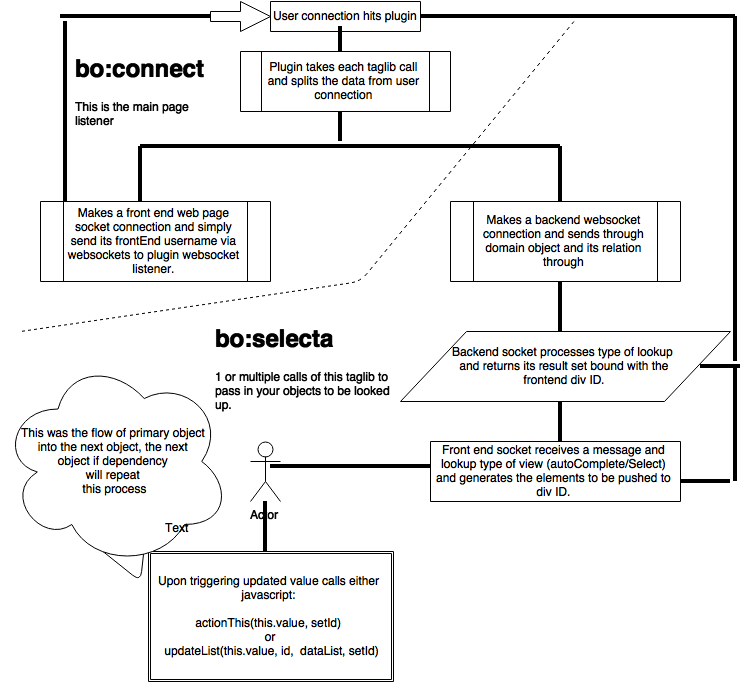 User connection hits plugin
bo:connect
This is the main page
listener
Plugin takes each taglib call
and splits the data from user
connection
Makes a front end web page
socket connection and simply
send its frontEnd username via
websockets to plugin websocket
listener.
Makes a backend websocket
connection and sends through
domain object and its relation
through
bo:selecta
1 or multiple calls of this taglib to
pass in your objects to be looked
up.
Backend socket processes type of lookup
and returns its result set bound with the
frontend div ID.
This was the flow of primary object
into the next object, the next
object if dependency
will repeat
this process
Text
Front end socket receives a message and
lookup type of view (autoComplete/Select)
and generates the elements to be pushed to
div ID.
Actor
Upon triggering updated value calls either
javascript:
actionThis(this.value, setId)
or
updateList(this.value, id, dataList, setId)